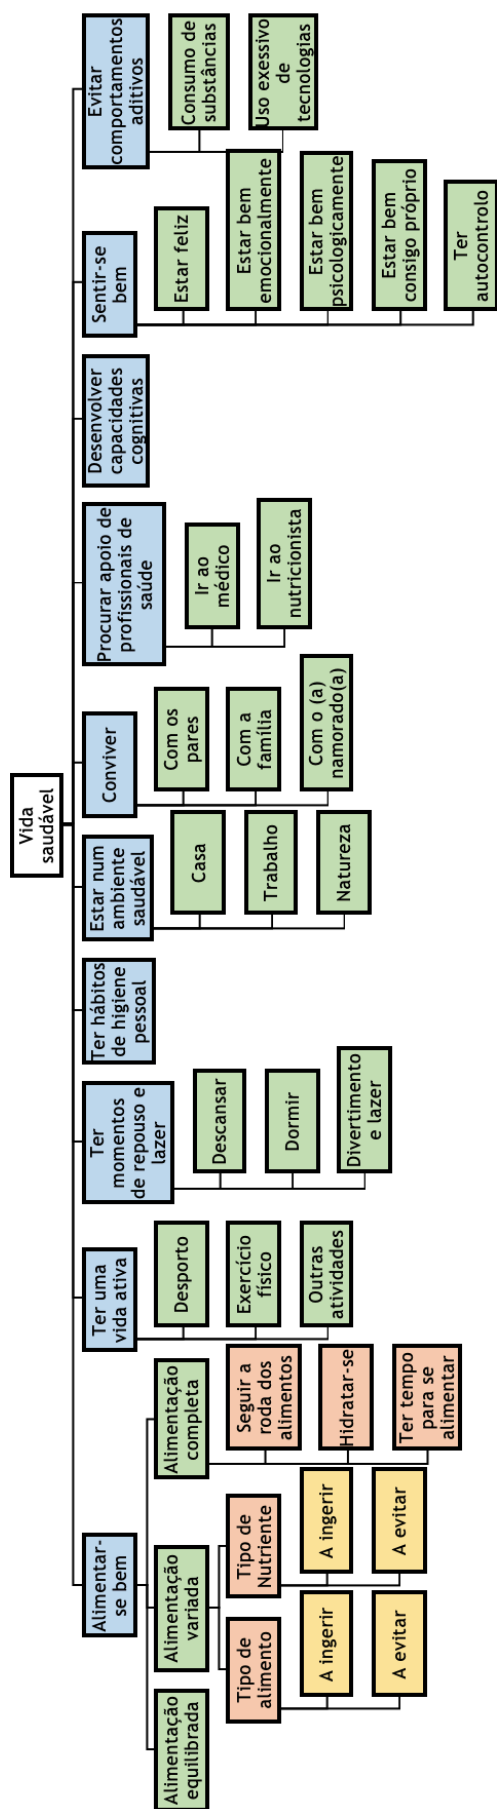 Vida
saudável
Alimentar-
se bem
Alimentação
equilibrada
Alimentação
variada
Tipo de
alimento
A ingerir
A evitar
Tipo de
Nutriente
A ingerir
A evitar
Alimentação
completa
Seguir a
roda dos
alimentos
Hidratar-se
Ter tempo
para se
alimentar
Ter uma
vida ativa
Desporto
Exercício
físico
Outras
atividades
Ter
momentos
de repouso e
lazer
Descansar
Dormir
Divertimento
e lazer
Ter hábitos
de higiene
pessoal
Estar num
ambiente
saudável
Casa
Trabalho
Natureza
Conviver
Com os
pares
Com a
família
Com o (a)
namorado(a)
Procurar apoio de
profissionais de
saúde
Ir ao
médico
Ir ao
nutricionista
Desenvolver
capacidades
cognitivas
Sentir-se
bem
Estar feliz
Estar bem
emocionalmente
Estar bem
psicologicamente
Estar bem
consigo próprio
Ter
autocontrolo
Evitar
comportamentos
aditivos
Consumo de
substâncias
Uso exessivo
de
tecnologias